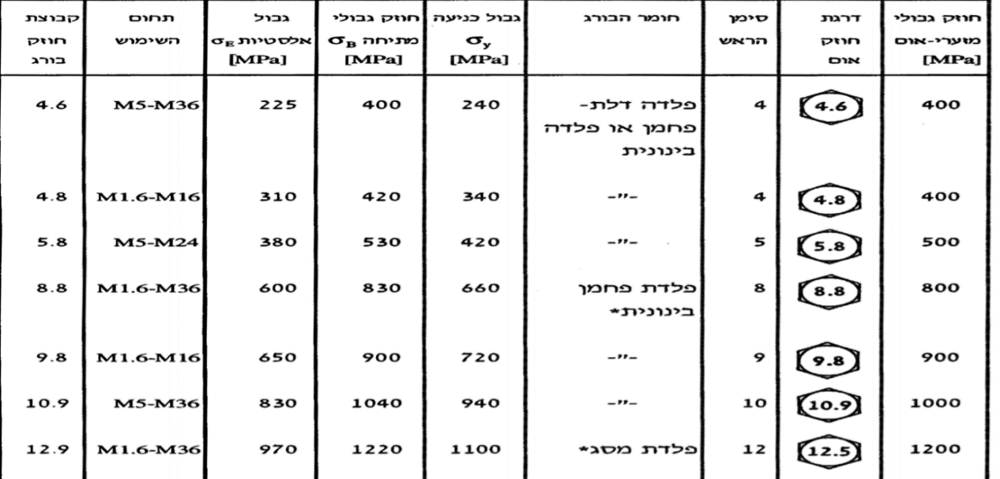 חוזק גבולי דרגת סימן חומר הבורג גבול כניעה חוזק גבולי גבול תחום קבוצת
מזערי-אום חוזק הראש σy מתיחה σB אלסטיות σE השימוש חוזק
[MPa] אום [MPa] [MPa] [MPa] בורג
400 4.6 4 פלדה דלת- 240 400 225 M5-M36 4.6
פחמן או פלדה
בינונית
400 4.8 4 -"- 340 420 310 M1.6-M16 4.8
500 5.8 5 -"- 420 530 380 M5-M24 5.8
800 8.8 8 פלדת פחמן 660 830 600 M1.6-M36 8.8
בינונית*
900 9.8 9 -"- 720 900 650 M1.6-M16 9.8
1000 10.9 10 -"- 940 1040 830 M5-M36 10.9
1200 12.5 12 פלדת מסג* 1100 1220 970 M1.6-M36 12.9